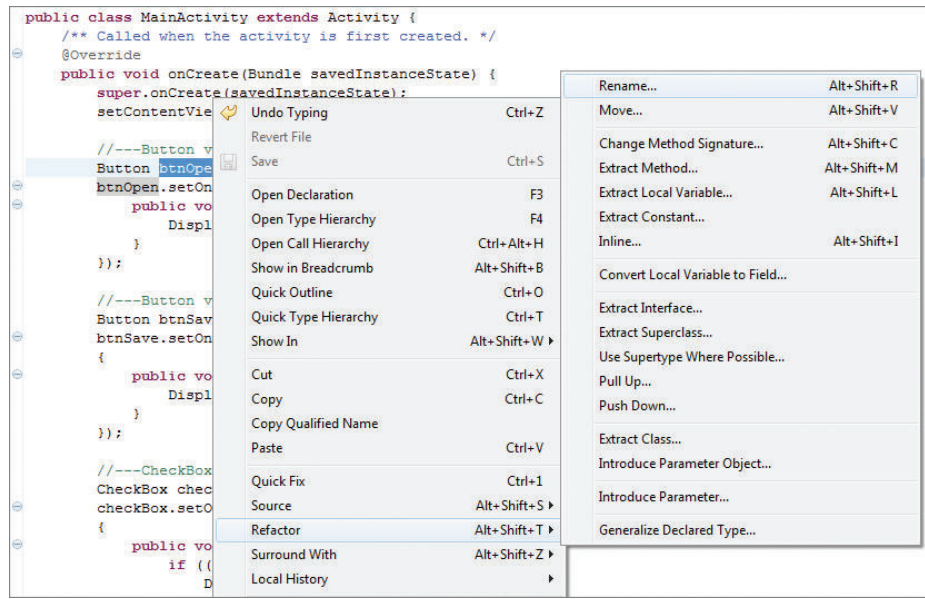 public class MainActivity extends Activity {
/** Called when the activity is first created. */
@Override
public void onCreate(Bundle savedInstanceState) {
super.onCreate(savedInstanceState);
setContentVie
//---Button v
Button btnOpe
btnOpen.setOn
public vo
Displ
}
});
//---Button v
Button btnSav
btnSave.setOn
{
public vo
Displ
}
});
//---CheckBox
CheckBox chec
checkBox.setO
{
public vo
if ((
D
Undo Typing Ctrl+Z
Revert File
Save Ctrl+S
Open Declaration F3
Open Type Hierarchy F4
Open Call Hierarchy Ctrl+Alt+H
Show in Breadcrumb Alt+Shift+B
Quick Outline Ctrl+O
Quick Type Hierarchy Ctrl+T
Show In Alt+Shift+W
Cut Ctrl+X
Copy Ctrl+C
Copy Qualified Name
Paste Ctrl+V
Quick Fix Ctrl+1
Source Alt+Shift+S
Refactor Alt+Shift+T
Surround With Alt+Shift+Z
Local History
Rename... Alt+Shift+R
Move... Alt+Shift+V
Change Method Signature... Alt+Shift+C
Extract Method... Alt+Shift+M
Extract Local Variable... Alt+Shift+L
Extract Constant...
Inline... Alt+Shift+I
Convert Local Variable to Field...
Extract Interface...
Extract Superclass...
Use Supertype Where Possible...
Pull Up...
Push Down...
Extract Class...
Introduce Parameter Object...
Introduce Parameter...
Generalize Declared Type...